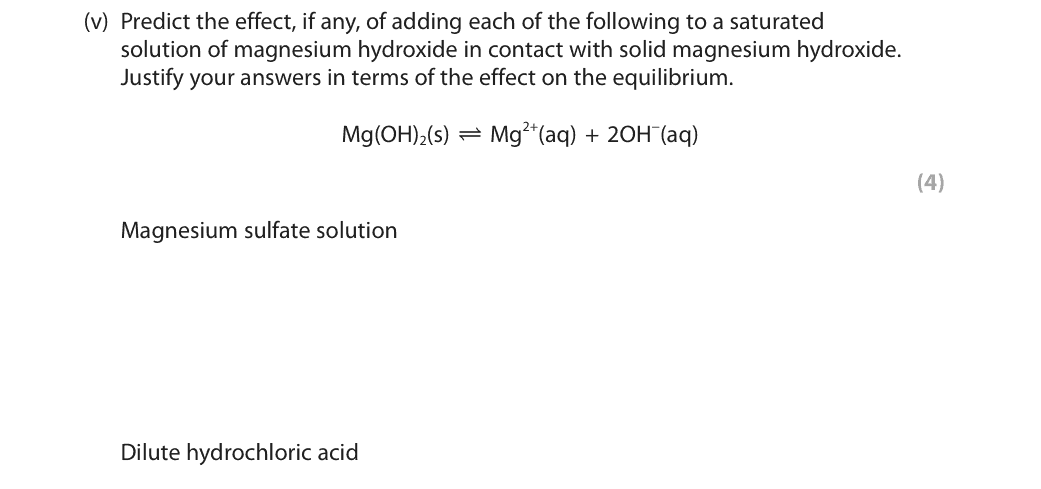 (v) Predict the effect, if any, of adding each of the following to a saturated
solution of magnesium hydroxide in contact with solid magnesium hydroxide.
Justify your answers in terms of the effect on the equilibrium.
Mg(OH)₂(s) ⇌ Mg²⁺(aq) + 2OH⁻(aq)
(4)
Magnesium sulfate solution
Dilute hydrochloric acid